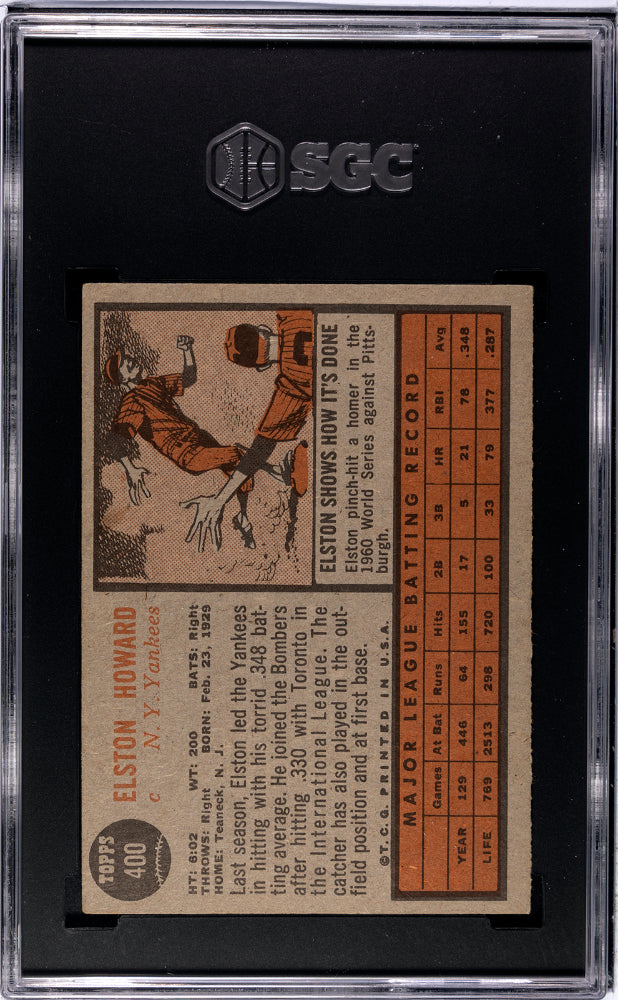 SGC
TOPPS
400
ELSTON HOWARD
C N. Y. Yankees
HT: 6:02 WT: 200 BATS: Right
THROWS: Right BORN: Feb. 23, 1929
HOME: Teaneck, N. J.
Last season, Elston led the Yankees
in hitting with his torrid .348 bat-
ting average. He joined the Bombers
after hitting .330 with Toronto in
the International League. The
catcher has also played in the out-
field position and at first base.
©T.C.G. PRINTED IN U.S.A.
ELSTON SHOWS HOW IT'S DONE
Elston pinch-hit a homer in the
1960 World Series against Pitts-
burgh.
MAJOR LEAGUE BATTING RECORD
Games At Bat Runs Hits 2B 3B HR RBI Avg
YEAR 129 446 64 155 17 5 21 78 .348
LIFE 769 2513 298 720 100 33 79 377 .287